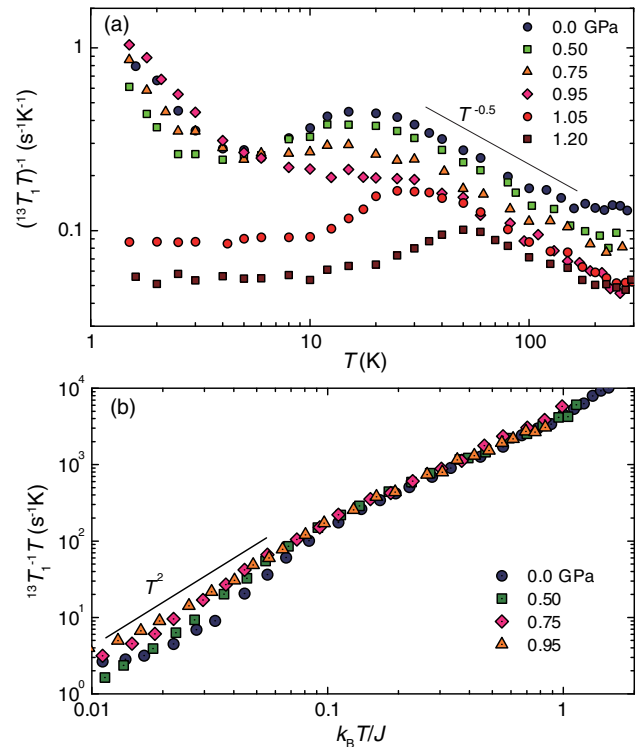 (a)
0.0 GPa
0.50
0.75
0.95
1.05
1.20
T^-0.5
1
0.1
(¹³T₁T)⁻¹ (s⁻¹K⁻¹)
1
10
100
T (K)
(b)
10⁴
10³
10²
10¹
10⁰
¹³T₁⁻¹T (s⁻¹K)
T²
0.0 GPa
0.50
0.75
0.95
0.01
0.1
1
k_B T/J